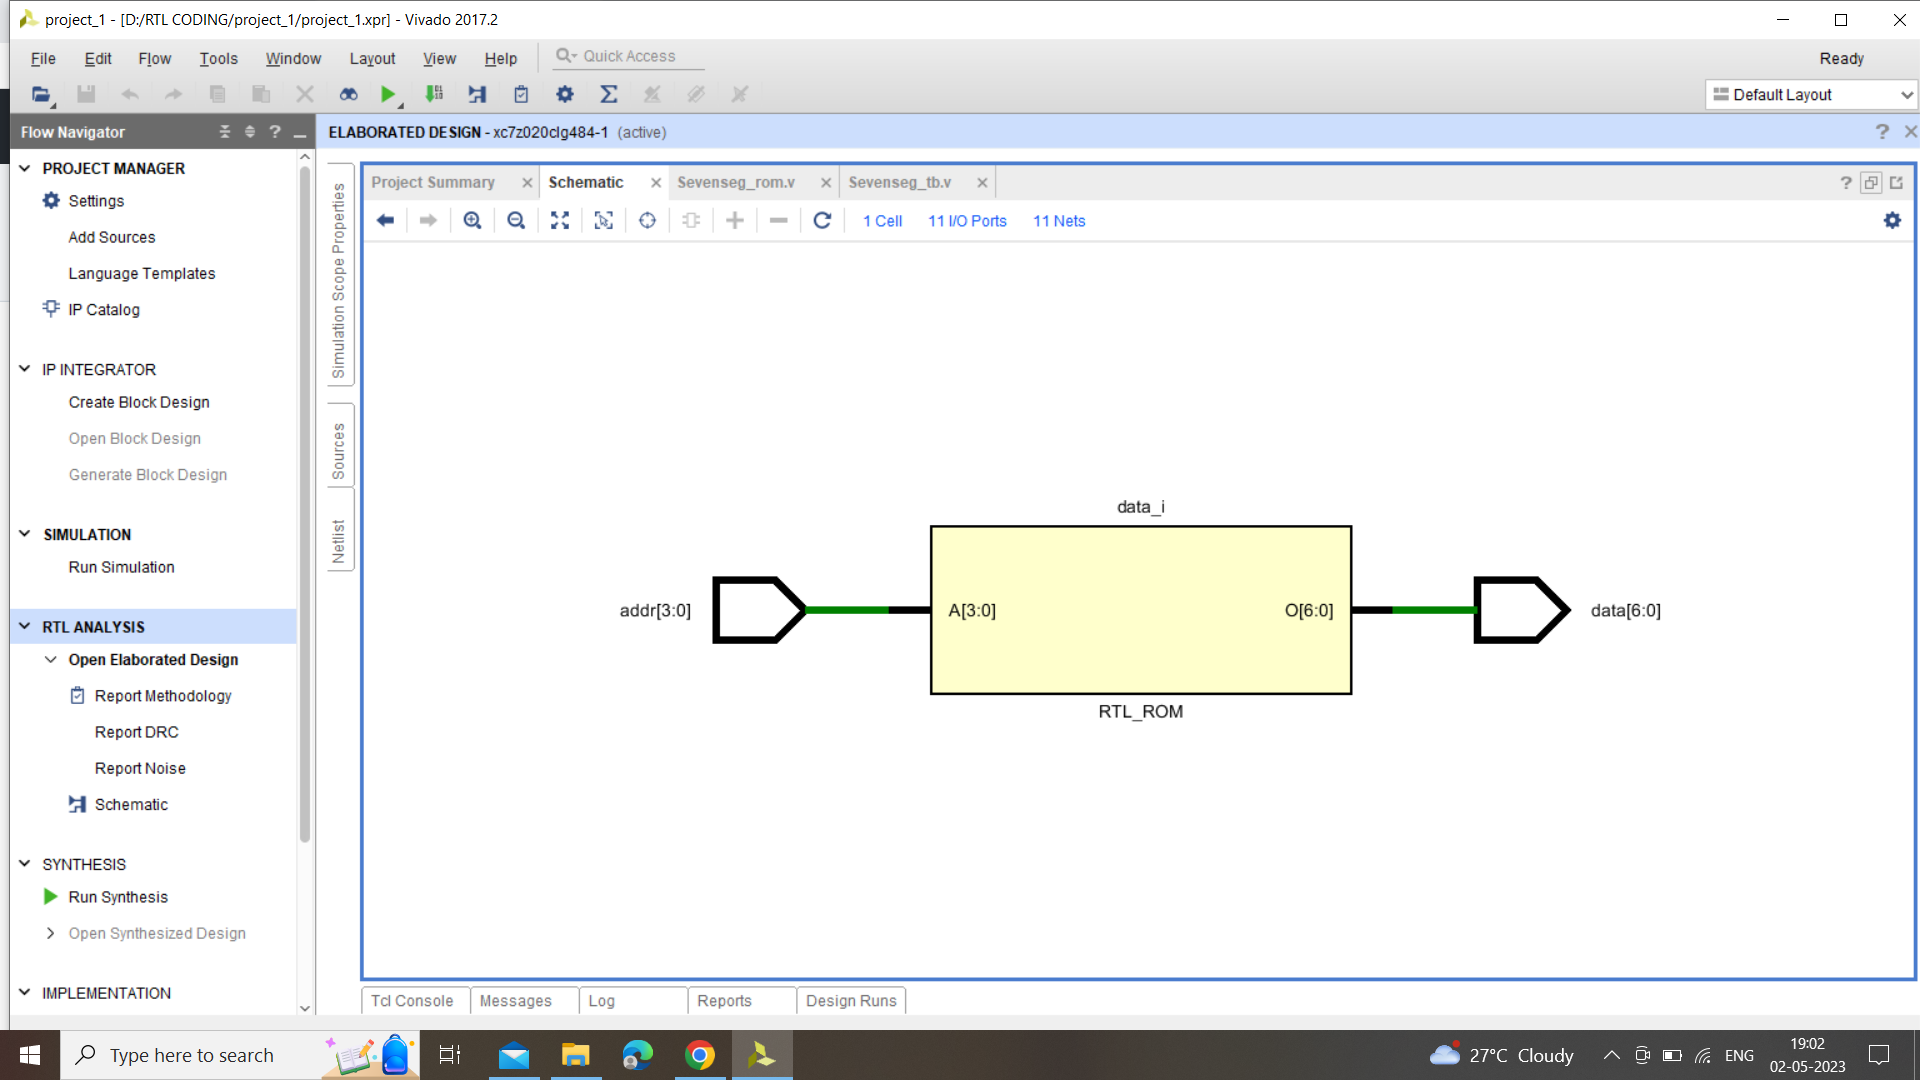 project_1 - [D:/RTL CODING/project_1/project_1.xpr] - Vivado 2017.2
File Edit Flow Tools Window Layout View Help Quick Access Ready
Default Layout
Flow Navigator
ELABORATED DESIGN - xc7z020clg484-1 (active)
PROJECT MANAGER
Settings
Add Sources
Language Templates
IP Catalog
IP INTEGRATOR
Create Block Design
Open Block Design
Generate Block Design
SIMULATION
Run Simulation
RTL ANALYSIS
Open Elaborated Design
Report Methodology
Report DRC
Report Noise
Schematic
SYNTHESIS
Run Synthesis
Open Synthesized Design
IMPLEMENTATION
Simulation Scope Properties
Sources
Netlist
Project Summary Schematic Sevenseg_rom.v Sevenseg_tb.v
1 Cell 11 I/O Ports 11 Nets
data_i
addr[3:0] A[3:0] O[6:0] data[6:0]
RTL_ROM
Tcl Console Messages Log Reports Design Runs
Type here to search
27°C Cloudy
ENG
19:02
02-05-2023